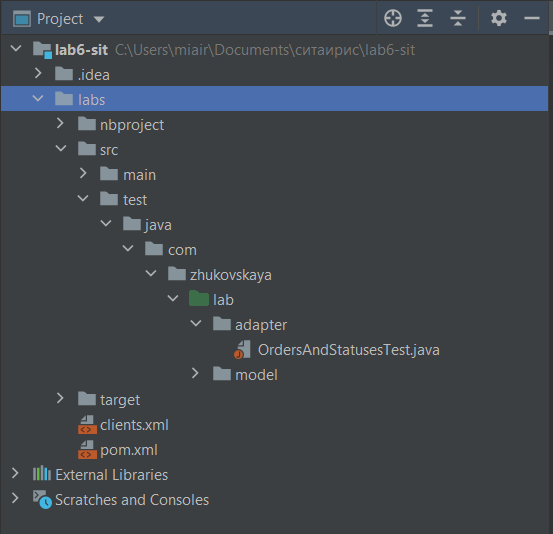 Project
lab6-sit C:\Users\miair\Documents\ситаирис\lab6-sit
.idea
labs
nbproject
src
main
test
java
com
zhukovskaya
lab
adapter
OrdersAndStatusesTest.java
model
target
clients.xml
pom.xml
External Libraries
Scratches and Consoles